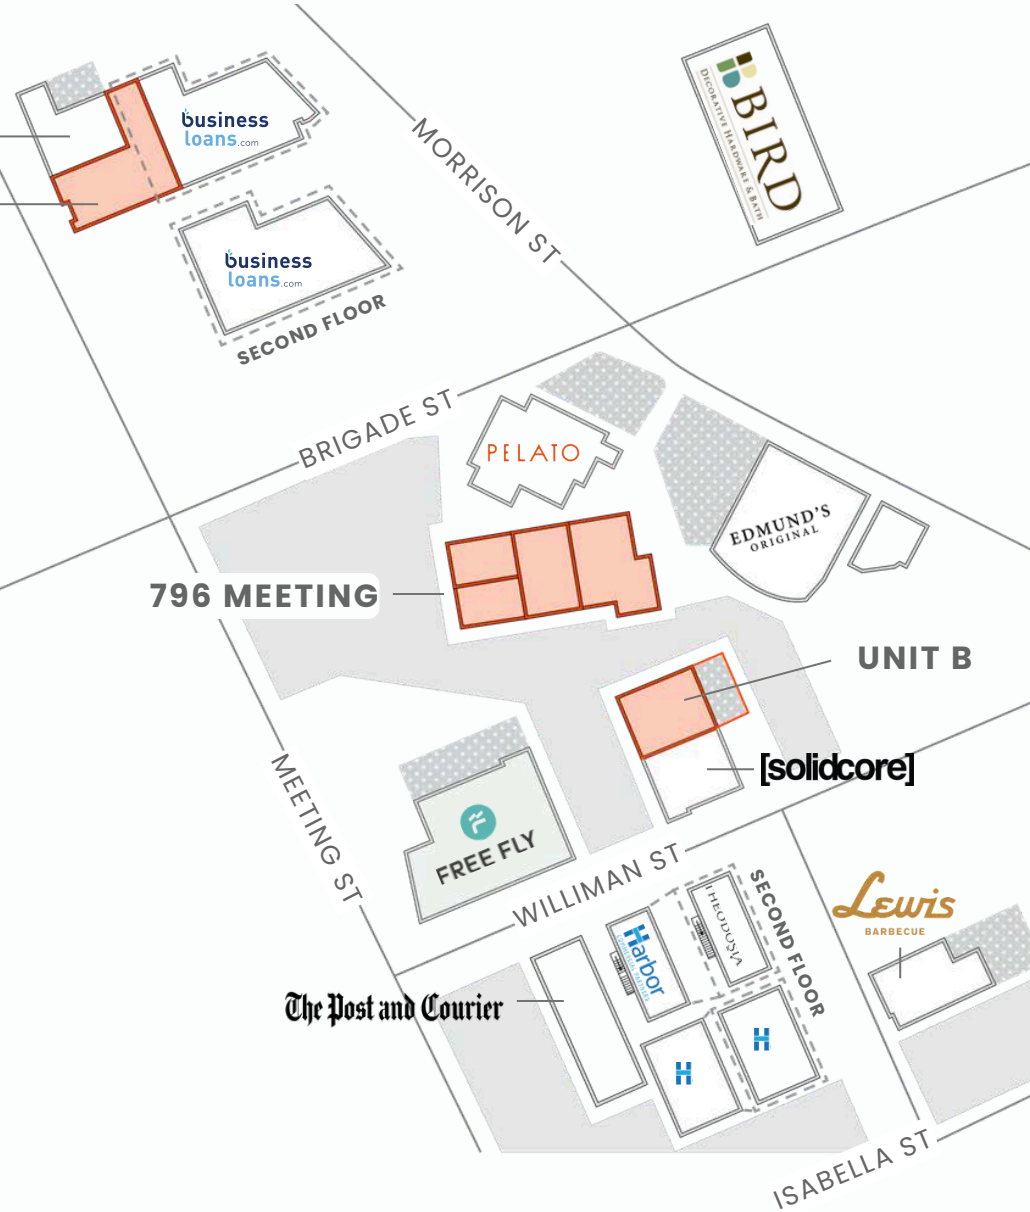 business
loans.com
business
loans.com
SECOND FLOOR
MORRISON ST
BIRD
DECORATIVE HARDWARE & BATH
BRIGADE ST
PELATO
EDMUND'S
ORIGINAL
796 MEETING
UNIT B
[solidcore]
MEETING ST
FREE FLY
WILLIMAN ST
SECOND FLOOR
THEODOSIA
Harbor
COMMERCIAL PARTNERS
Lewis
BARBECUE
The Post and Courier
H
H
ISABELLA ST